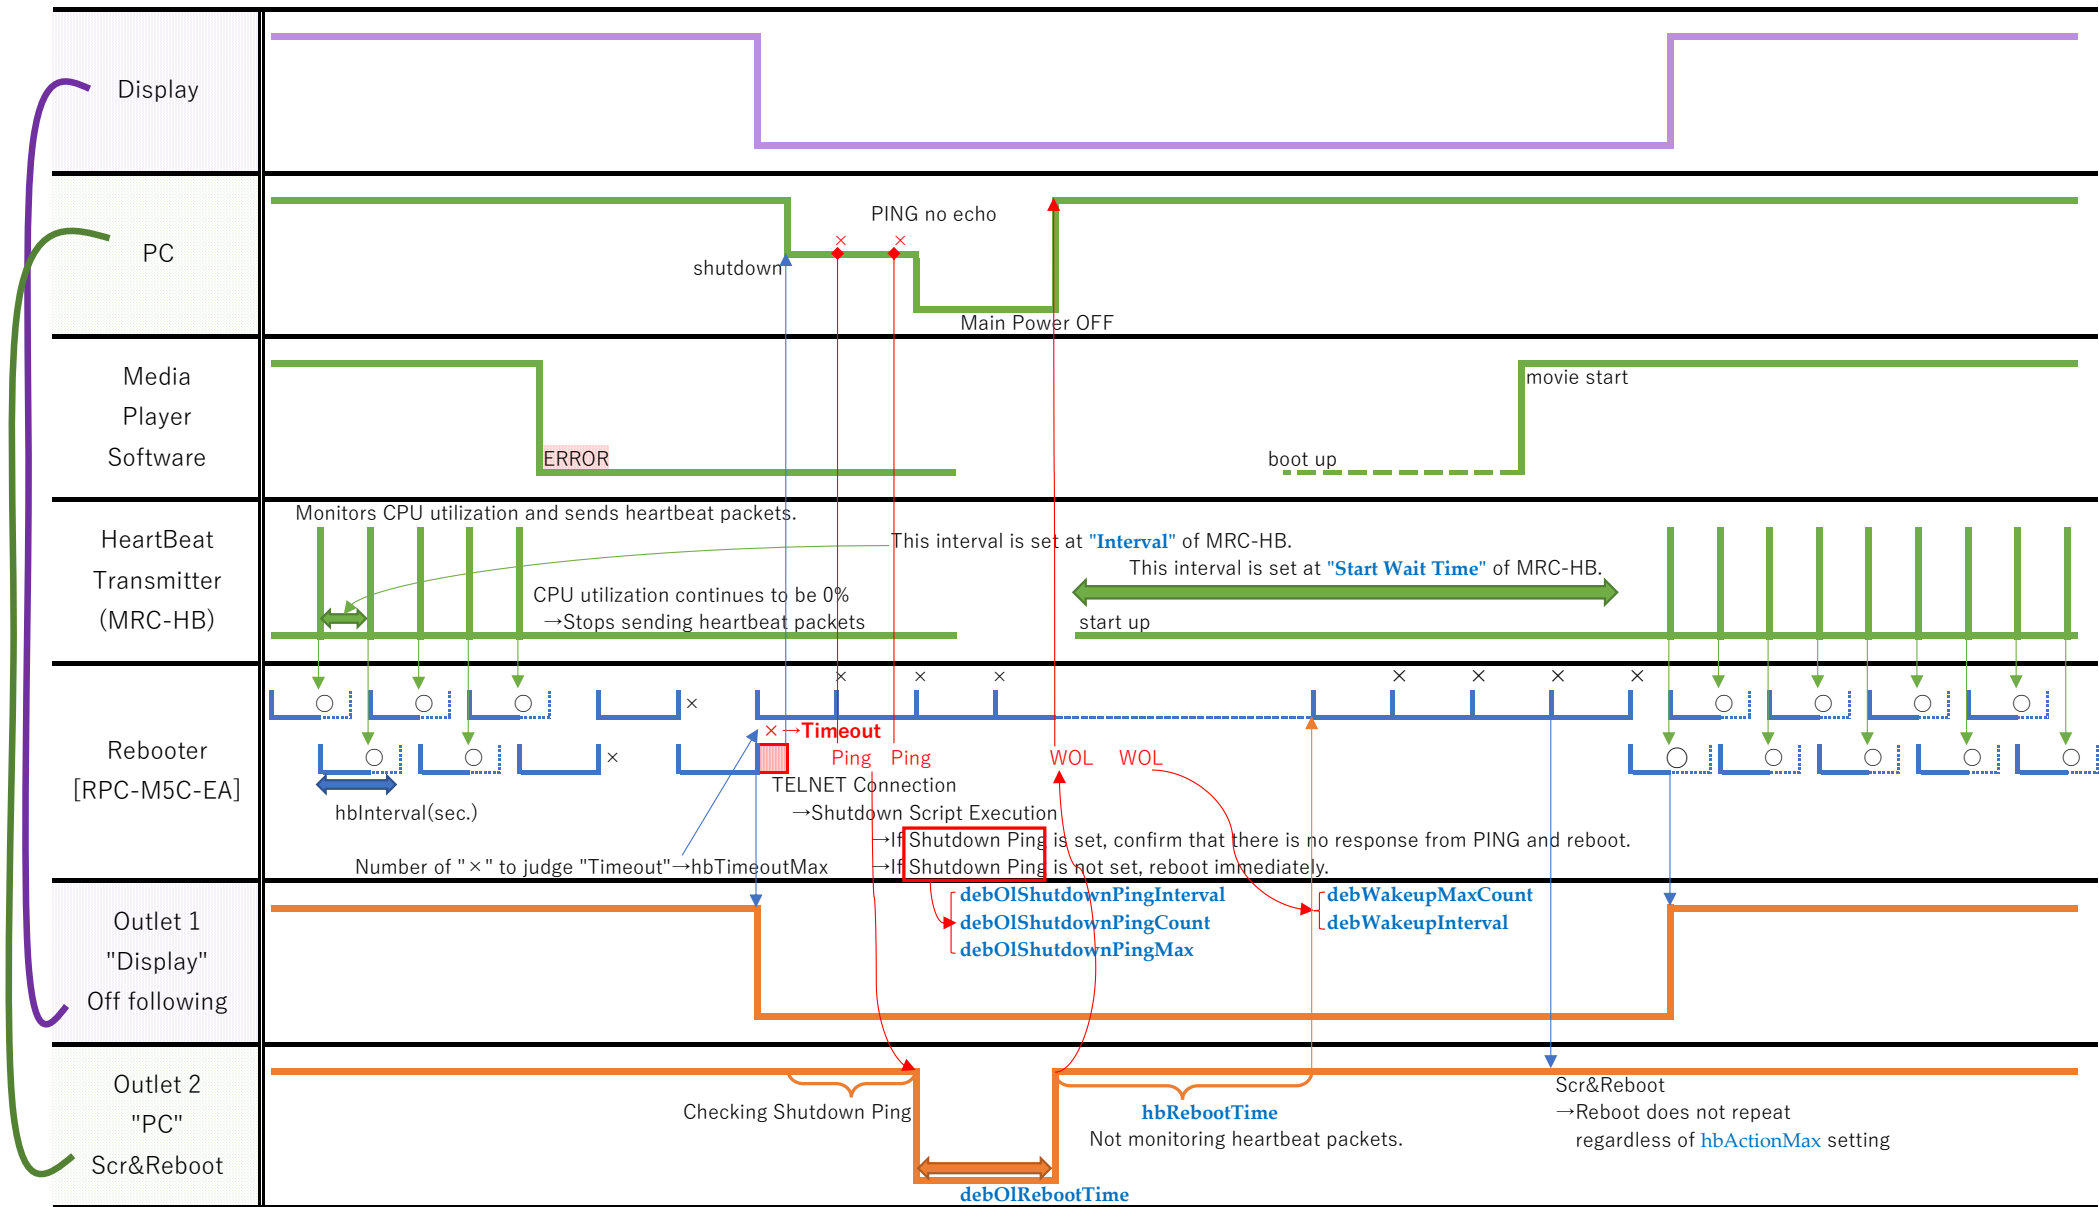 Display
PC
PING no echo
×
×
shutdown
Main Power OFF
Media
Player
Software
ERROR
movie start
boot up
HeartBeat
Transmitter
(MRC-HB)
Monitors CPU utilization and sends heartbeat packets.
This interval is set at "Interval" of MRC-HB.
This interval is set at "Start Wait Time" of MRC-HB.
CPU utilization continues to be 0%
→Stops sending heartbeat packets
start up
Rebooter
[RPC-M5C-EA]
× × × × × × ×
○ ○ ○ × ○ ○ ○ ○
× →Timeout
○ ○ × ○ ○ ○ ○ ○
Ping Ping WOL WOL
TELNET Connection
hbInterval(sec.)
→Shutdown Script Execution
→If Shutdown Ping is set, confirm that there is no response from PING and reboot.
Number of "×" to judge "Timeout"→hbTimeoutMax
→If Shutdown Ping is not set, reboot immediately.
Outlet 1
"Display"
Off following
debOlShutdownPingInterval
debOlShutdownPingCount
debOlShutdownPingMax
debWakeupMaxCount
debWakeupInterval
Outlet 2
"PC"
Scr&Reboot
Checking Shutdown Ping
hbRebootTime
Not monitoring heartbeat packets.
Scr&Reboot
→Reboot does not repeat
regardless of hbActionMax setting
debOlRebootTime